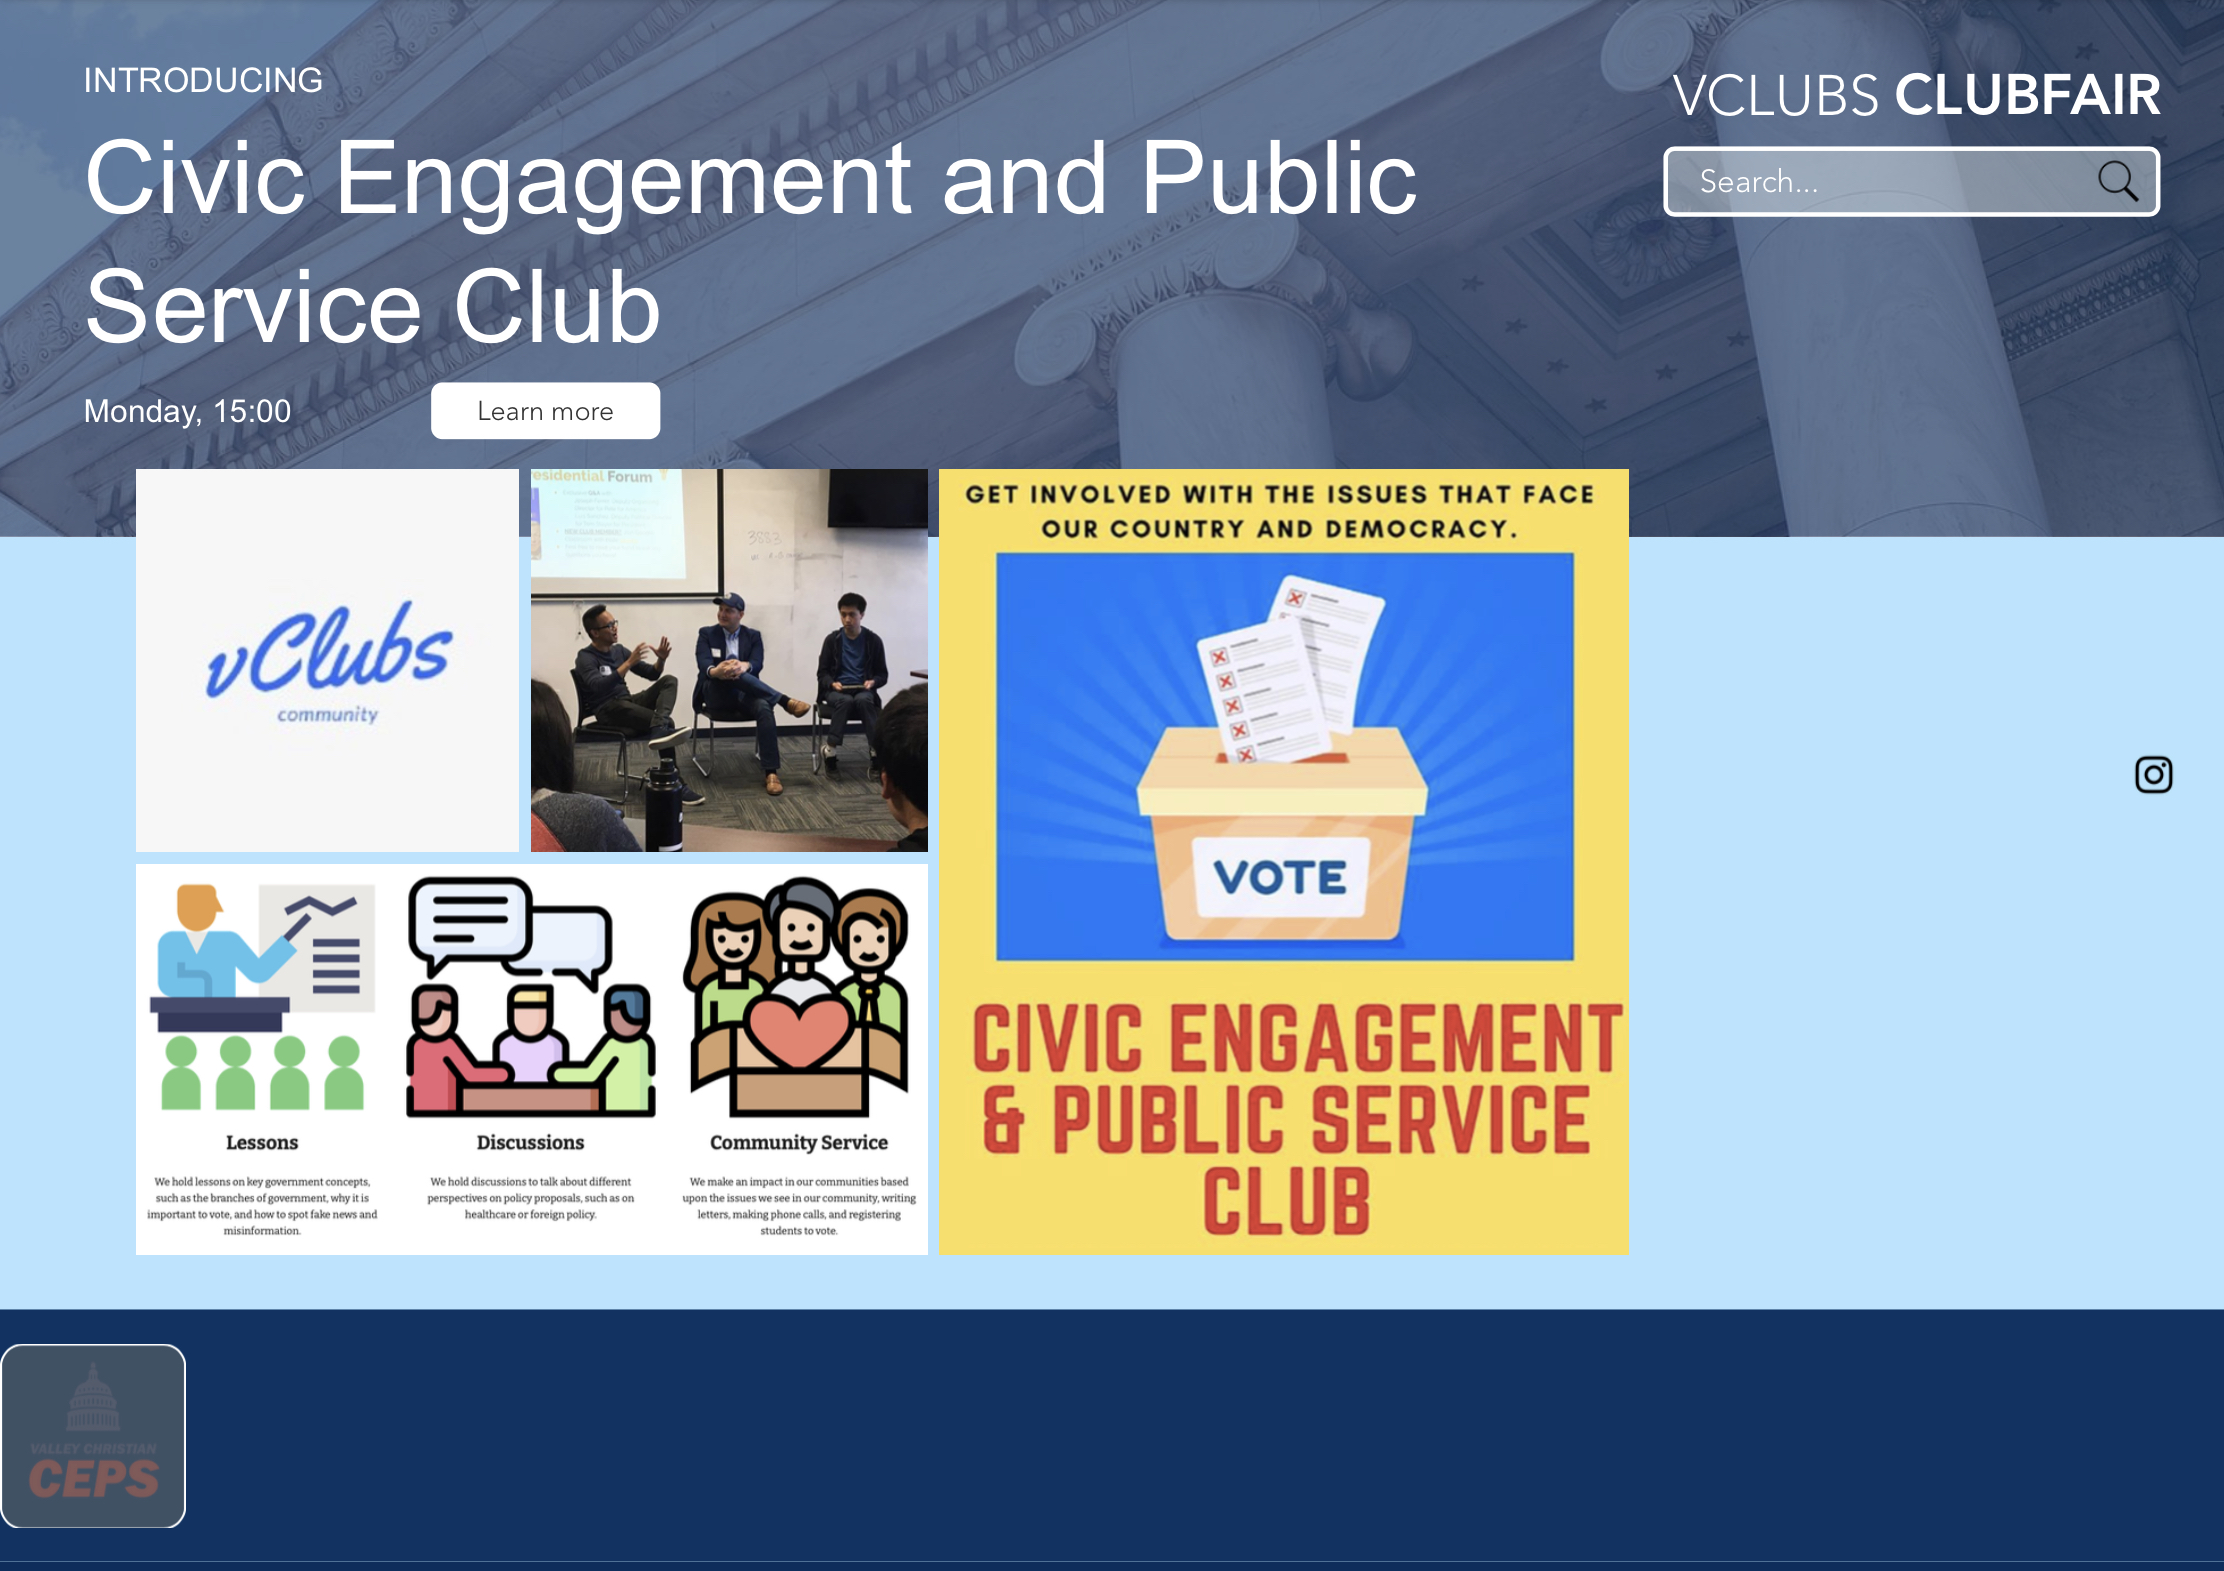 INTRODUCING
Civic Engagement and Public
Service Club
Monday, 15:00
Learn more
VCLUBS CLUBFAIR
Search...
vClubs
community
esidential Forum
3553
GET INVOLVED WITH THE ISSUES THAT FACE
OUR COUNTRY AND DEMOCRACY.
VOTE
CIVIC ENGAGEMENT
& PUBLIC SERVICE
CLUB
Lessons
We hold lessons on key government concepts,
such as the branches of government, why it is
important to vote, and how to spot fake news and
misinformation.
Discussions
We hold discussions to talk about different
perspectives on policy proposals, such as on
healthcare or foreign policy.
Community Service
We make an impact in our communities based
upon the issues we see in our community, writing
letters, making phone calls, and registering
students to vote.
VALLEY CHRISTIAN
CEPS